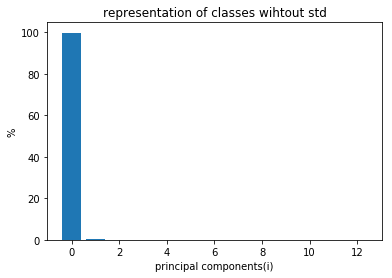 representation of classes wihtout std
100
80
60
40
20
0
%
0 2 4 6 8 10 12
principal components(i)